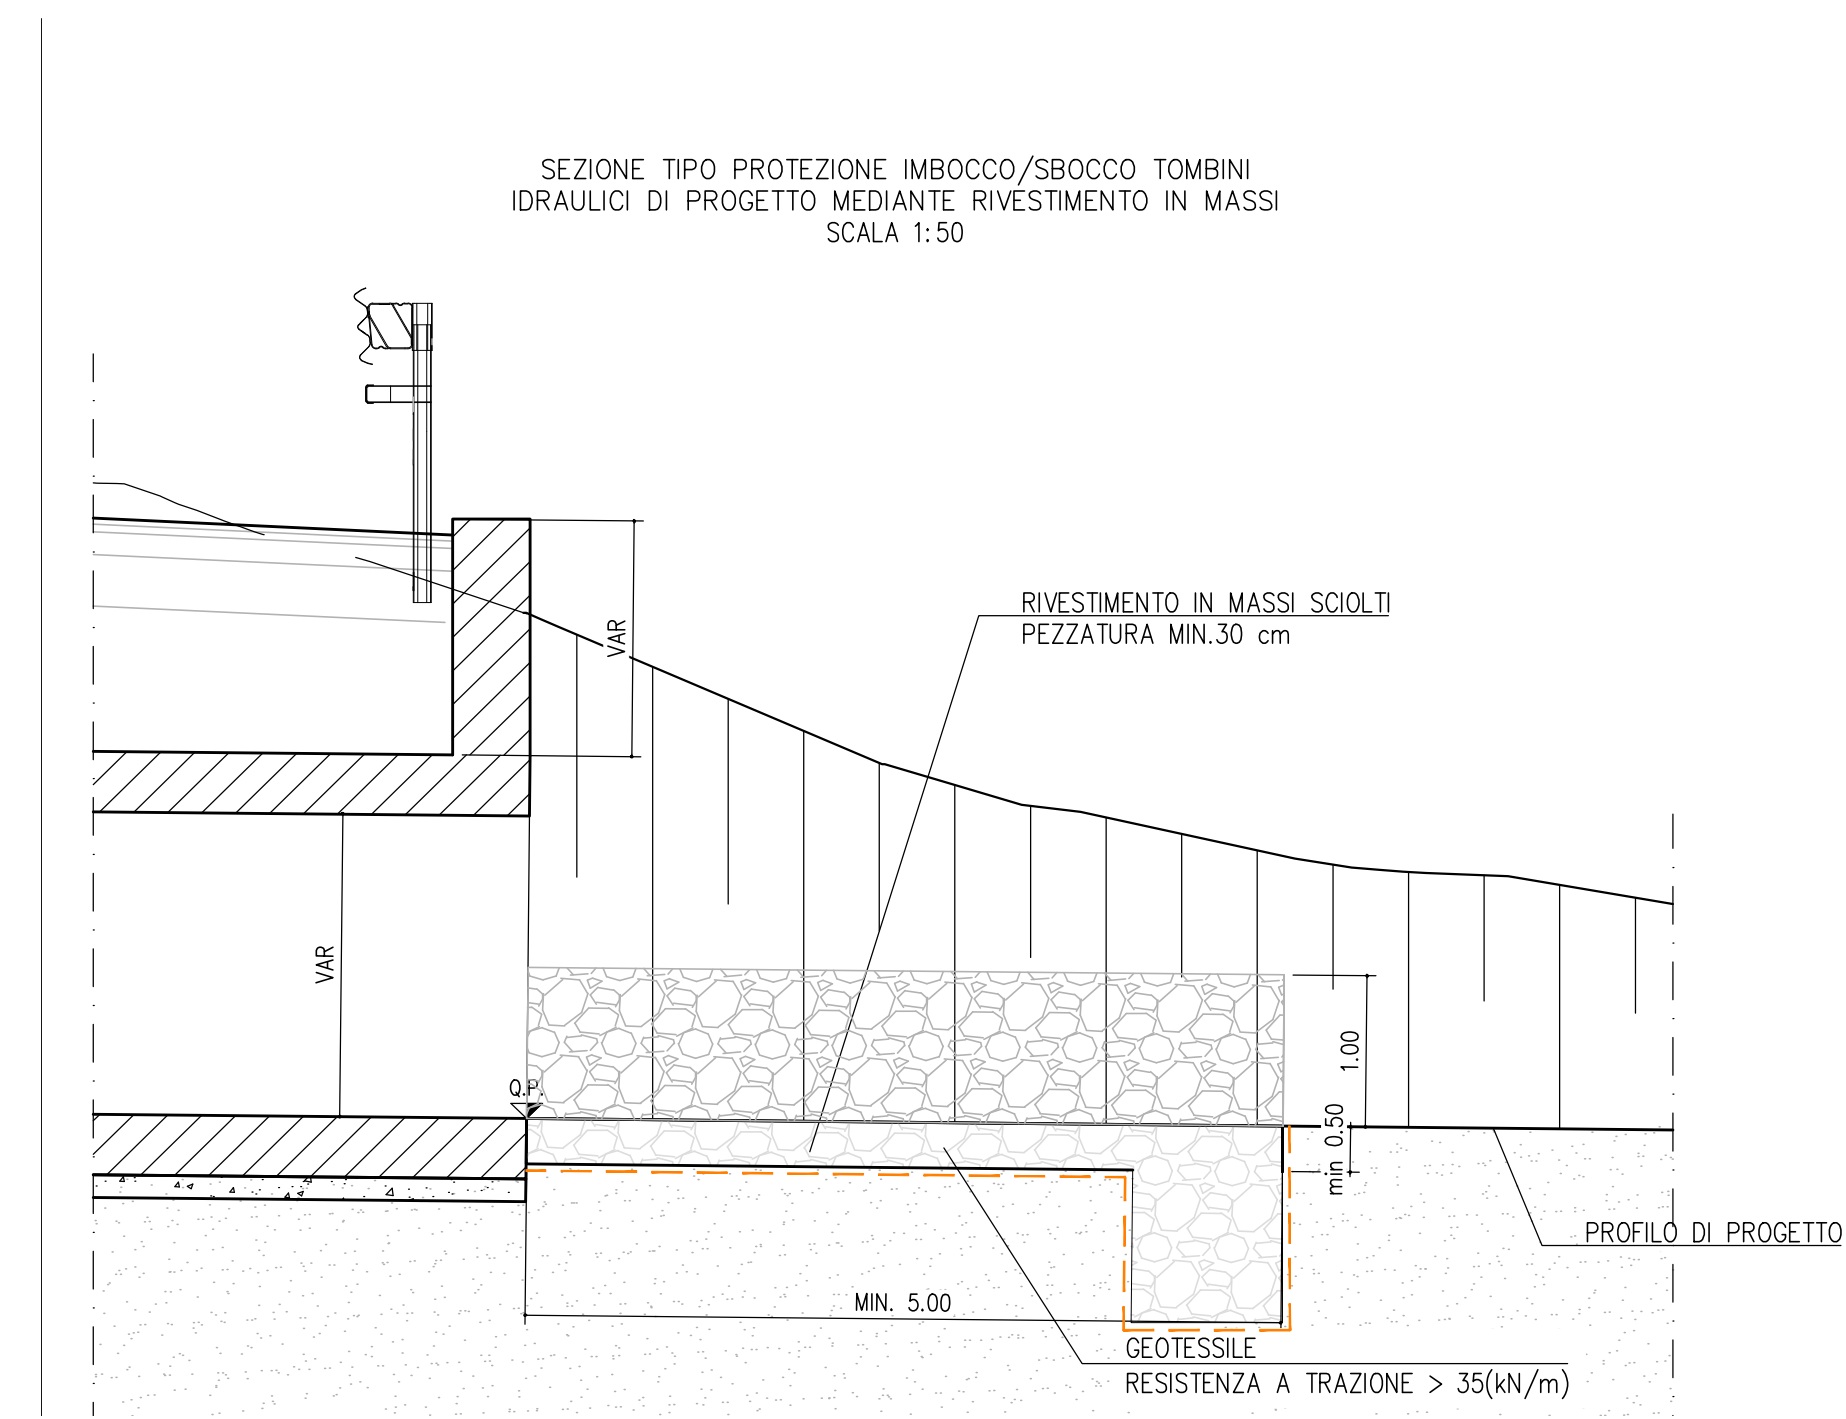 SEZIONE TIPO PROTEZIONE IMBOCCO/SBOCCO TOMBINI
IDRAULICI DI PROGETTO MEDIANTE RIVESTIMENTO IN MASSI
SCALA 1:50
RIVESTIMENTO IN MASSI SCIOLTI
PEZZATURA MIN.30 cm
VAR
VAR
Q.P.
1.00
min 0.50
PROFILO DI PROGETTO
MIN. 5.00
GEOTESSILE
RESISTENZA A TRAZIONE > 35(kN/m)